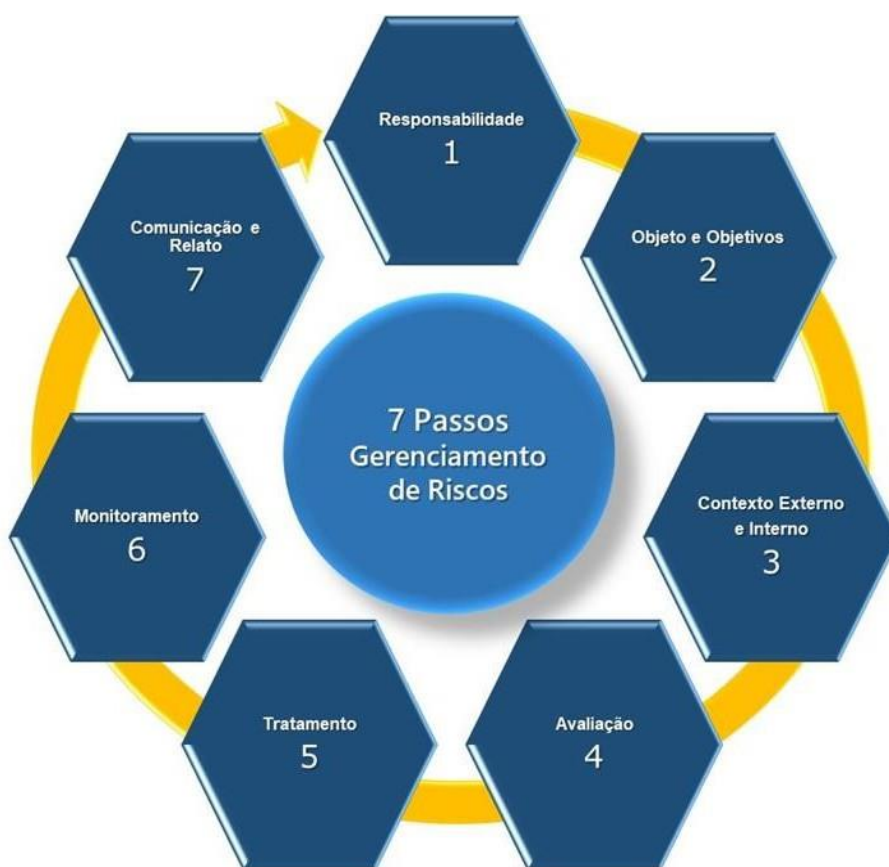 Responsabilidade
1
Objeto e Objetivos
2
Contexto Externo
e Interno
3
Avaliação
4
Tratamento
5
Monitoramento
6
Comunicação e
Relato
7
7 Passos
Gerenciamento
de Riscos